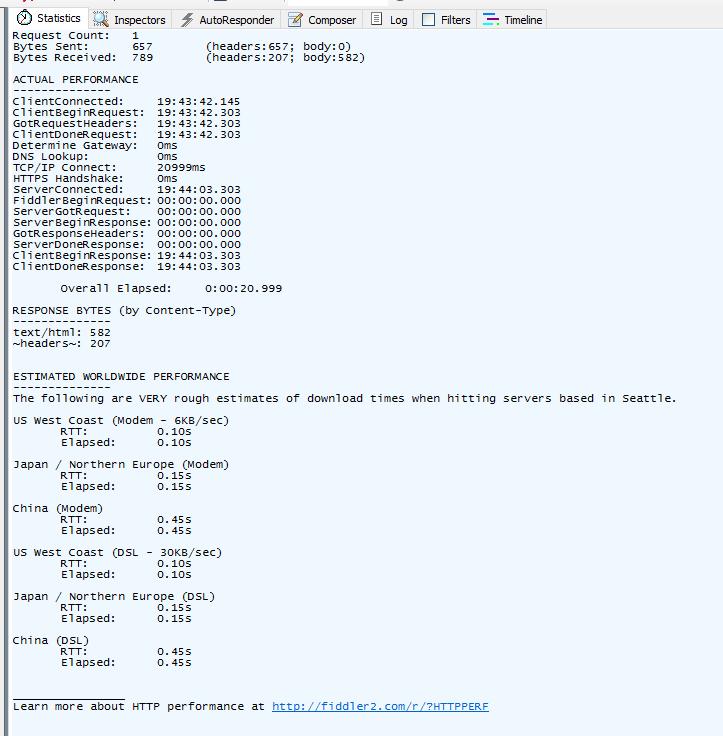 Statistics Inspectors AutoResponder Composer Log Filters Timeline
Request Count: 1
Bytes Sent: 657 (headers:657; body:0)
Bytes Received: 789 (headers:207; body:582)
ACTUAL PERFORMANCE
--------------
ClientConnected: 19:43:42.145
ClientBeginRequest: 19:43:42.303
GotRequestHeaders: 19:43:42.303
ClientDoneRequest: 19:43:42.303
Determine Gateway: 0ms
DNS Lookup: 0ms
TCP/IP Connect: 20999ms
HTTPS Handshake: 0ms
ServerConnected: 19:44:03.303
FiddlerBeginRequest: 00:00:00.000
ServerGotRequest: 00:00:00.000
ServerBeginResponse: 00:00:00.000
GotResponseHeaders: 00:00:00.000
ServerDoneResponse: 00:00:00.000
ClientBeginResponse: 19:44:03.303
ClientDoneResponse: 19:44:03.303
Overall Elapsed: 0:00:20.999
RESPONSE BYTES (by Content-Type)
--------------
text/html: 582
~headers~: 207
ESTIMATED WORLDWIDE PERFORMANCE
--------------
The following are VERY rough estimates of download times when hitting servers based in Seattle.
US West Coast (Modem - 6KB/sec)
RTT: 0.10s
Elapsed: 0.10s
Japan / Northern Europe (Modem)
RTT: 0.15s
Elapsed: 0.15s
China (Modem)
RTT: 0.45s
Elapsed: 0.45s
US West Coast (DSL - 30KB/sec)
RTT: 0.10s
Elapsed: 0.10s
Japan / Northern Europe (DSL)
RTT: 0.15s
Elapsed: 0.15s
China (DSL)
RTT: 0.45s
Elapsed: 0.45s
________________
Learn more about HTTP performance at http://fiddler2.com/r/?HTTPPERF